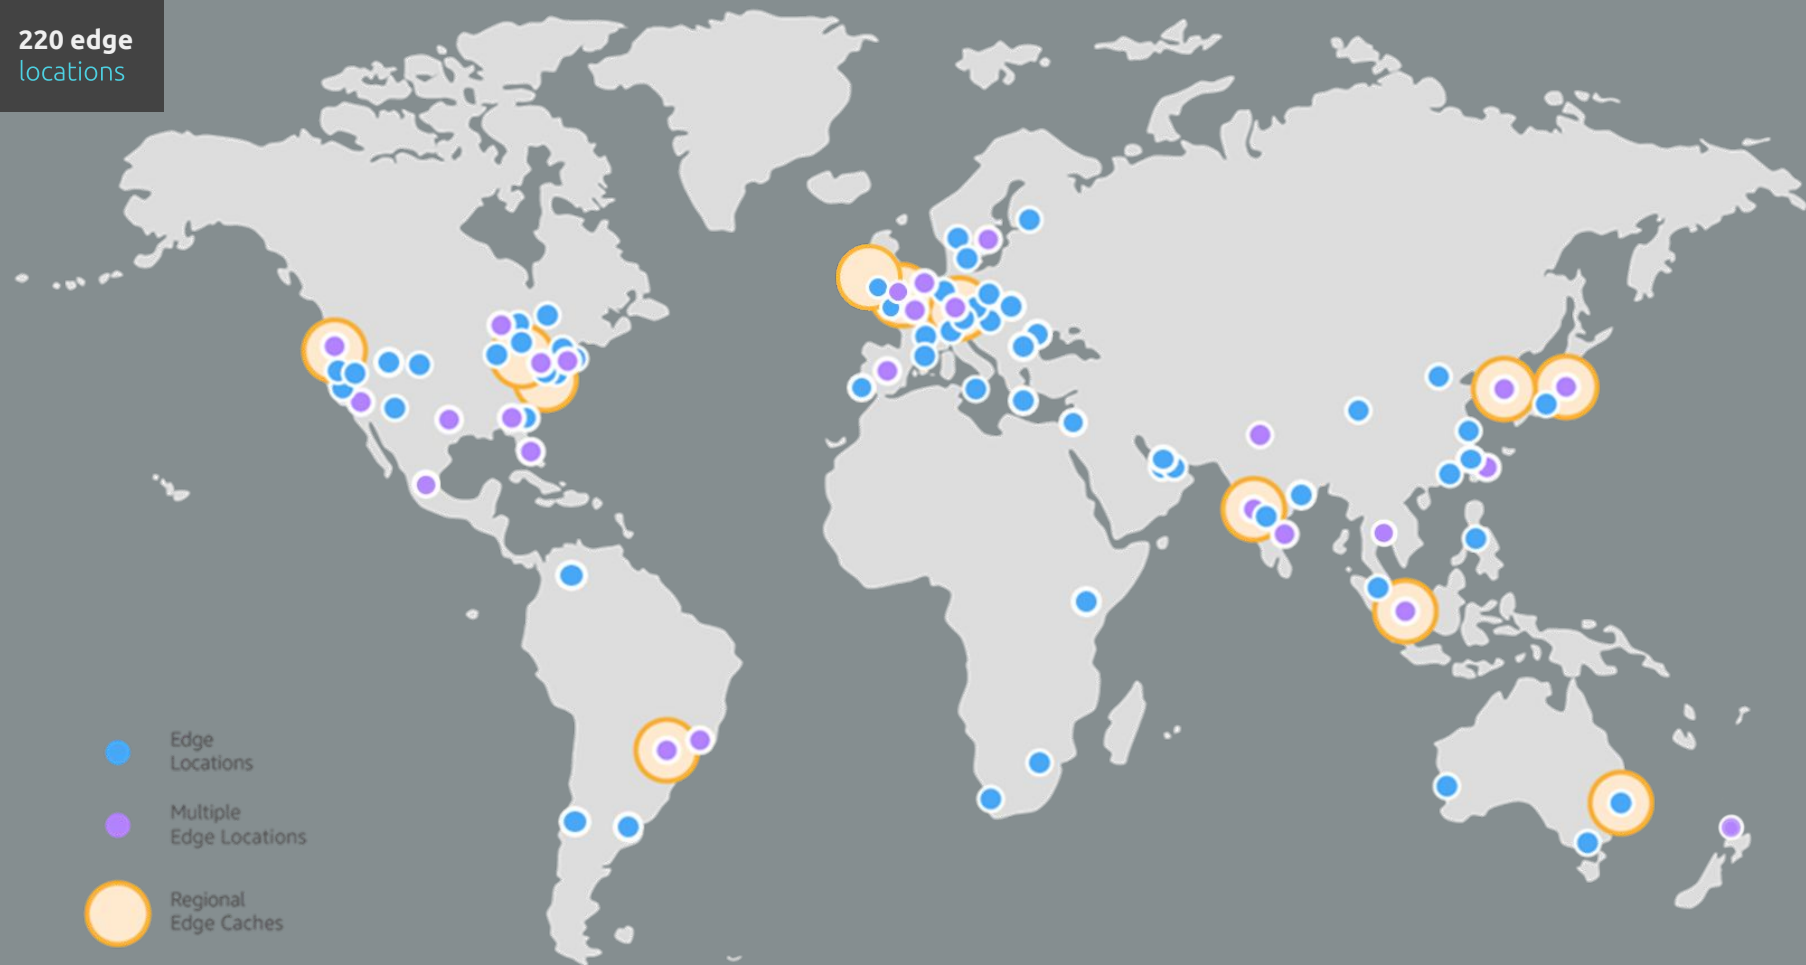 220 edge
locations
Edge
Locations
Multiple
Edge Locations
Regional
Edge Caches